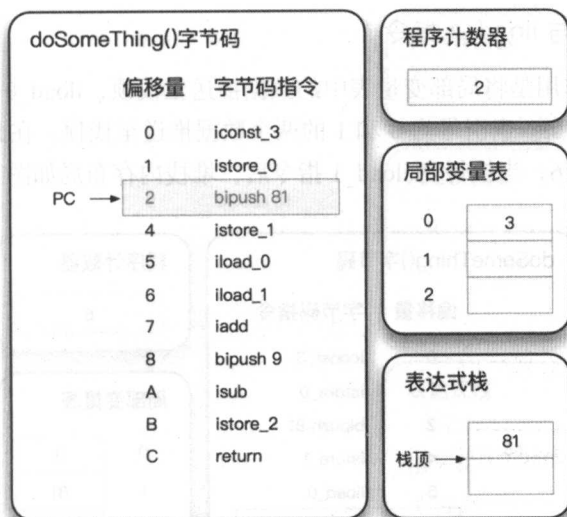 doSomeThing()字节码
偏移量 字节码指令
0 iconst_3
1 istore_0
PC 2 bipush 81
4 istore_1
5 iload_0
6 iload_1
7 iadd
8 bipush 9
A isub
B istore_2
C return
程序计数器
2
局部变量表
0 3
1
2
表达式栈
81
栈顶